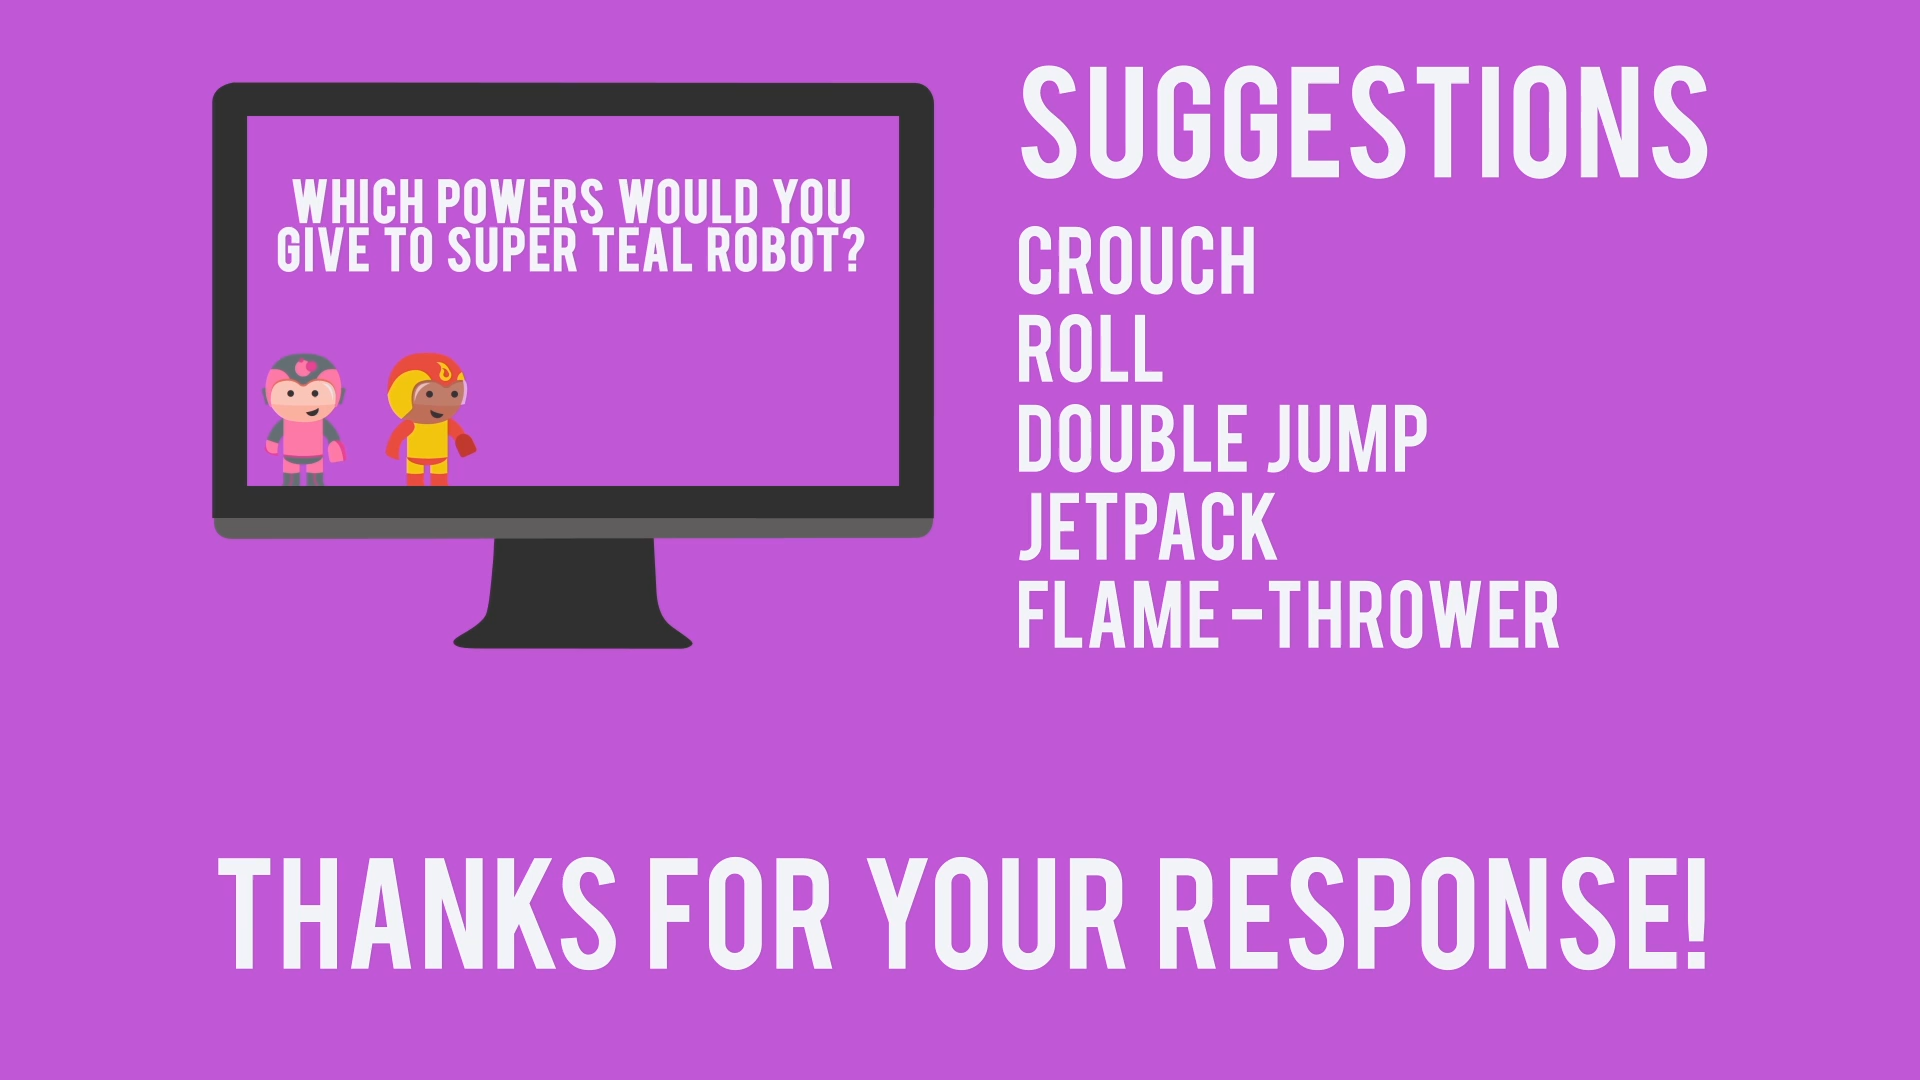 WHICH POWERS WOULD YOU
GIVE TO SUPER TEAL ROBOT?
SUGGESTIONS
CROUCH
ROLL
DOUBLE JUMP
JETPACK
FLAME-THROWER
THANKS FOR YOUR RESPONSE!